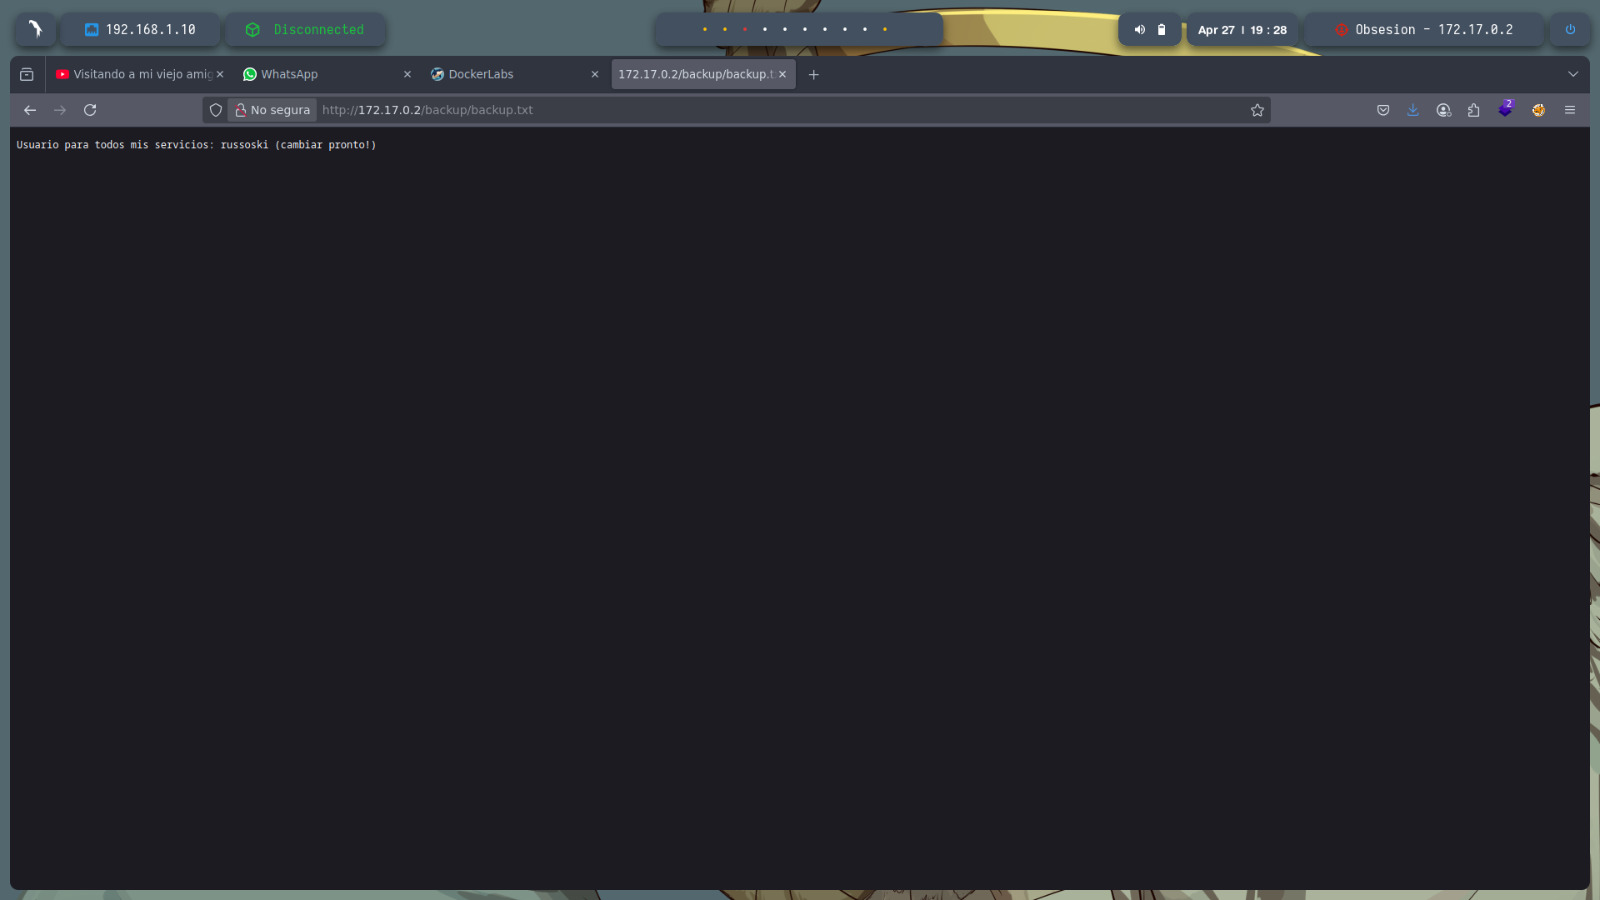 192.168.1.10
Disconnected
Apr 27 | 19 : 28
Obsesion - 172.17.0.2
Visitando a mi viejo amig
WhatsApp
DockerLabs
172.17.0.2/backup/backup.t
No segura
http://172.17.0.2/backup/backup.txt
2
Usuario para todos mis servicios: russoski (cambiar pronto!)